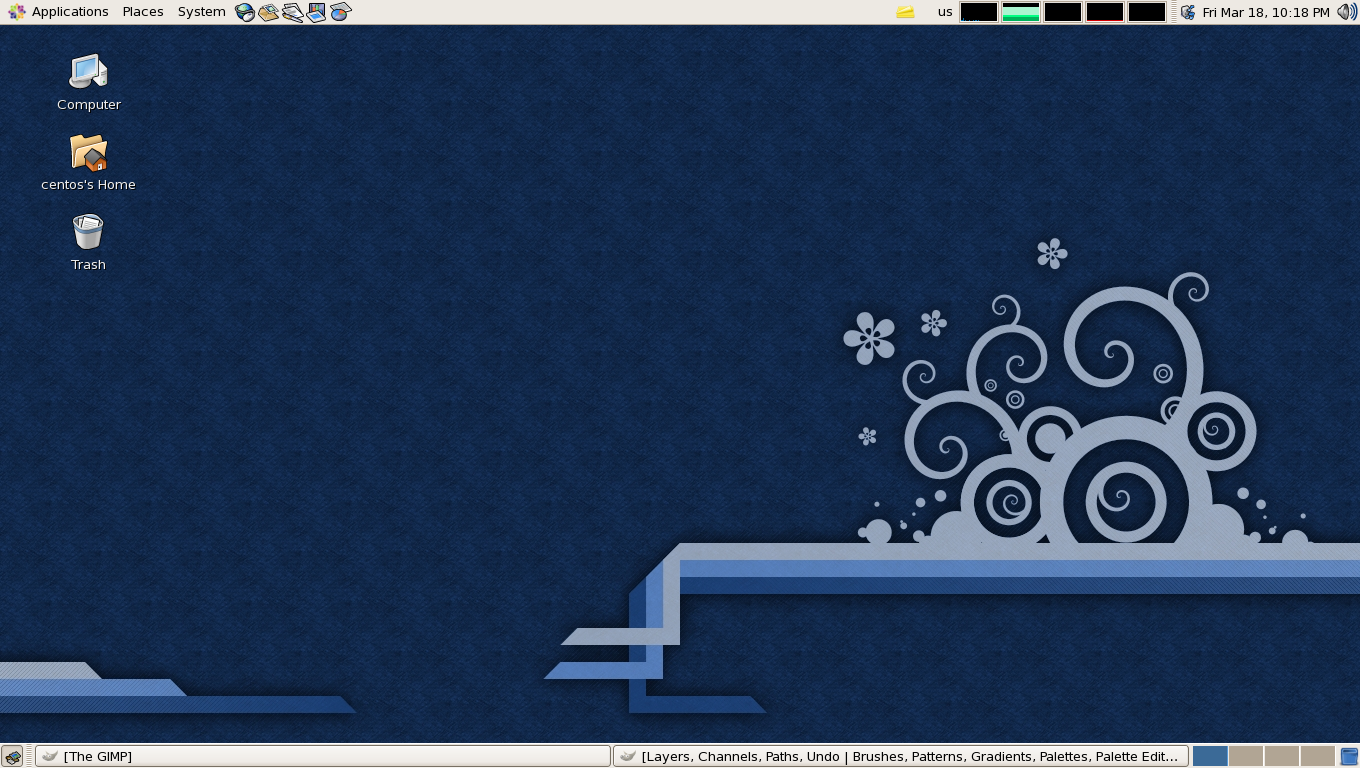 Applications Places System us Fri Mar 18, 10:18 PM
Computer
centos's Home
Trash
[The GIMP] [Layers, Channels, Paths, Undo | Brushes, Patterns, Gradients, Palettes, Palette Edit...